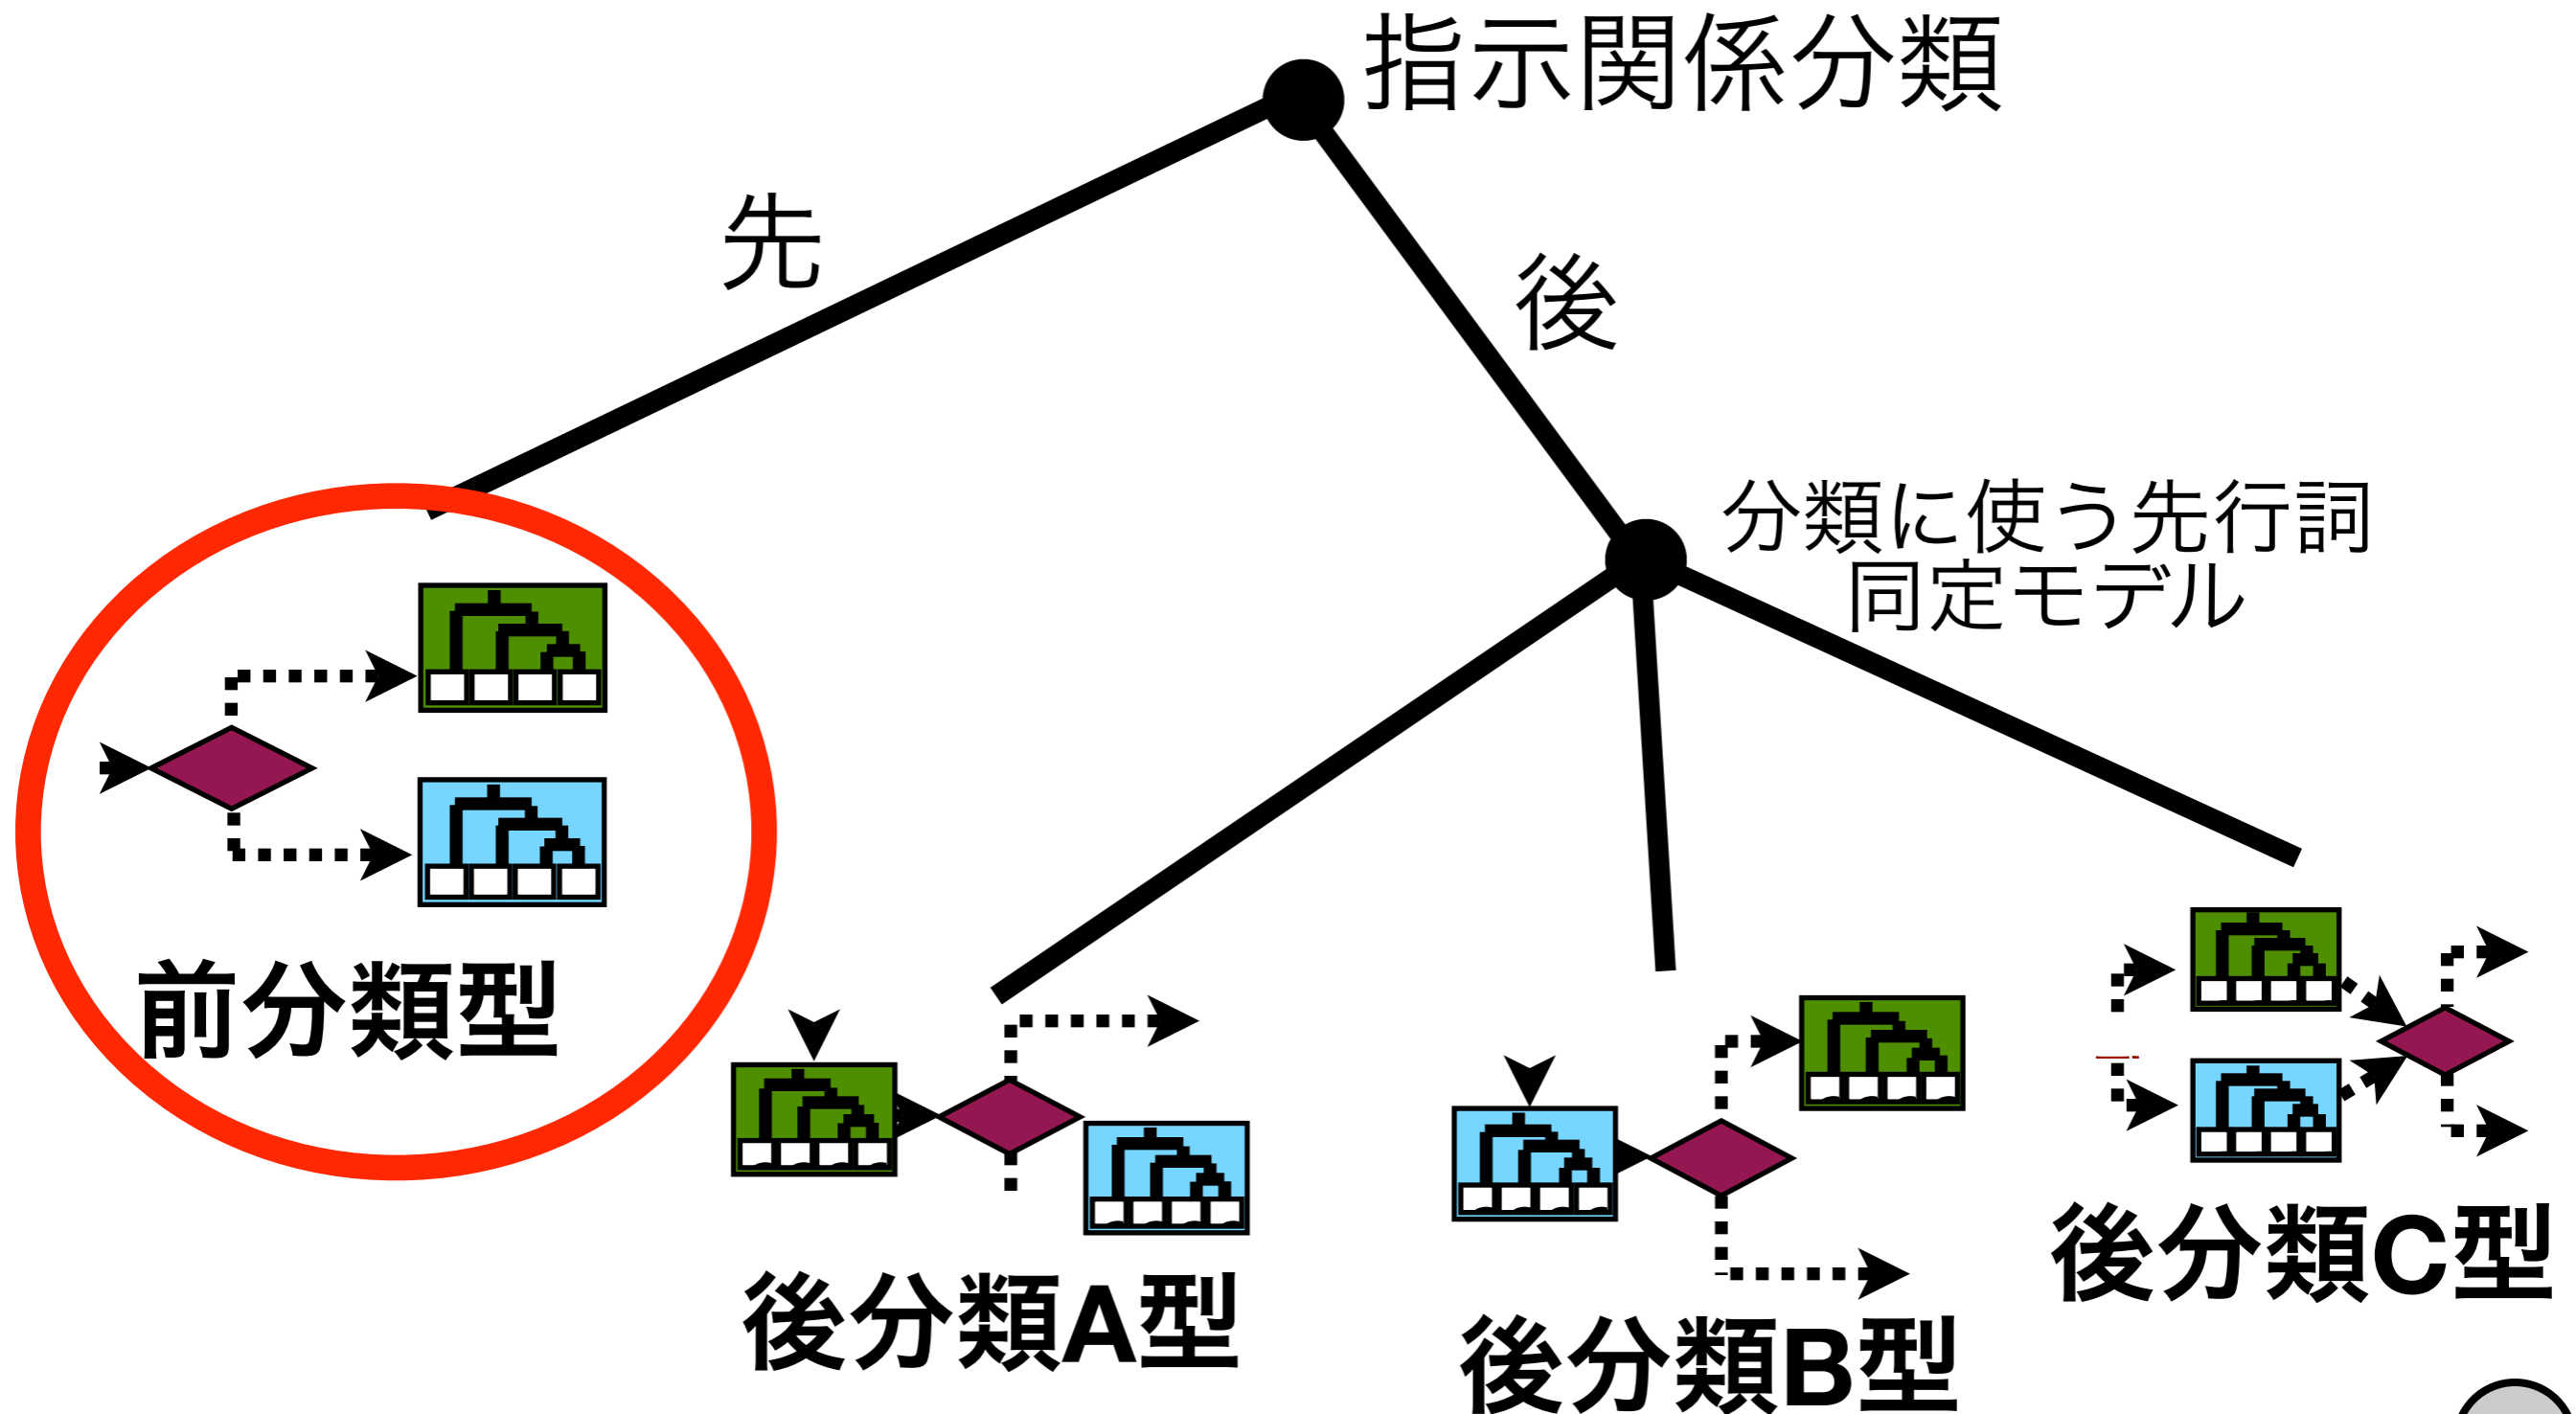 指示関係分類
先
後
分類に使う先行詞
同定モデル
前分類型
後分類A型
後分類B型
後分類C型